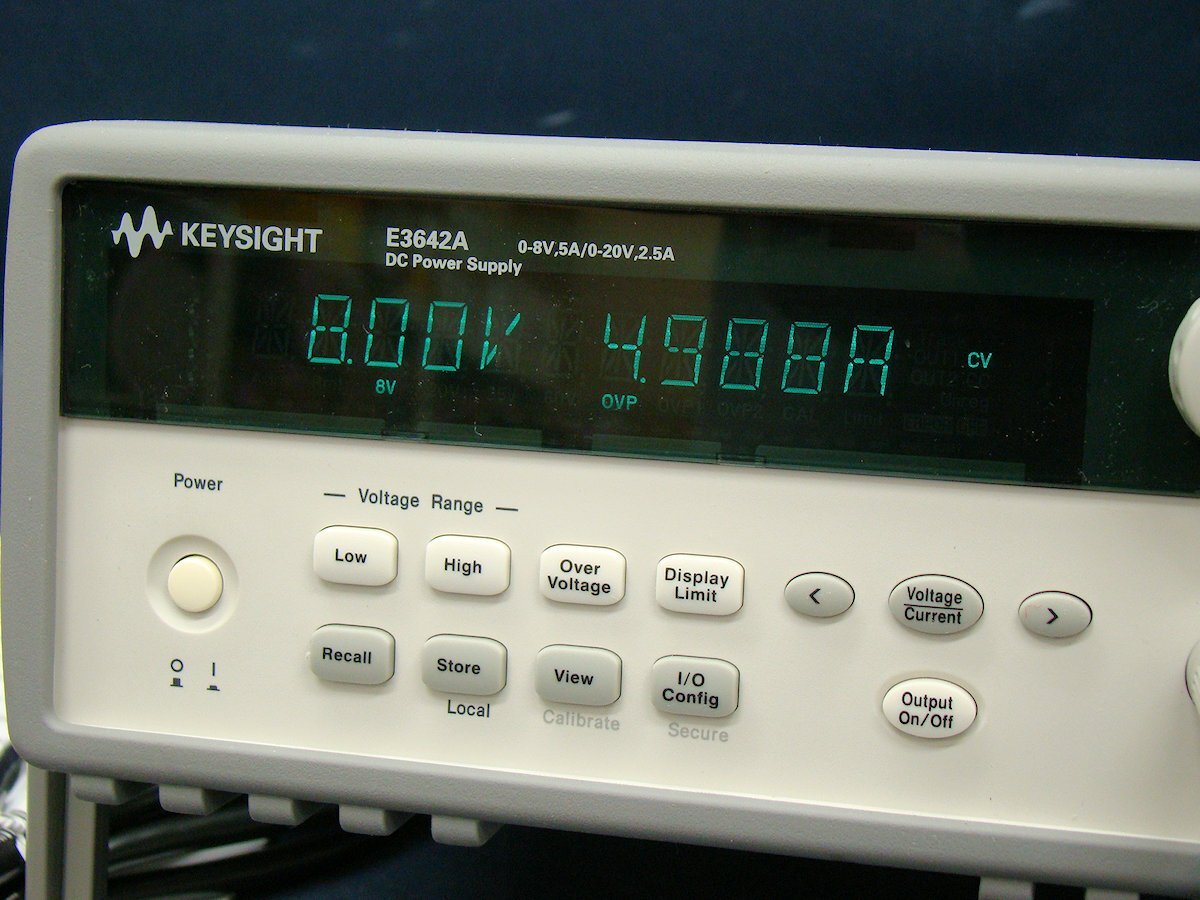 KEYSIGHT E3642A 0-8V,5A/0-20V,2.5A
DC Power Supply
8.00V 4.988A CV
8V OVP
Power
Voltage Range
Low High Over Voltage Display Limit < Voltage Current >
Recall Store View I/O Config Output On/Off
O I
Local Calibrate Secure